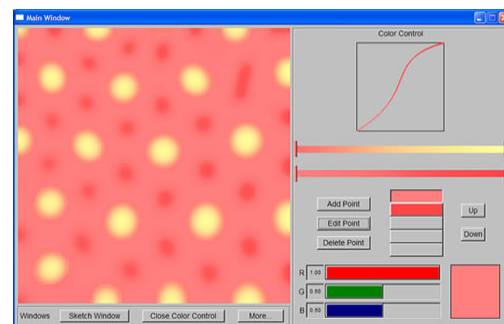 Main Window
Color Control
Add Point
Edit Point
Delete Point
Up
Down
R 1.00
G 0.50
B 0.50
Windows
Sketch Window
Close Color Control
More...